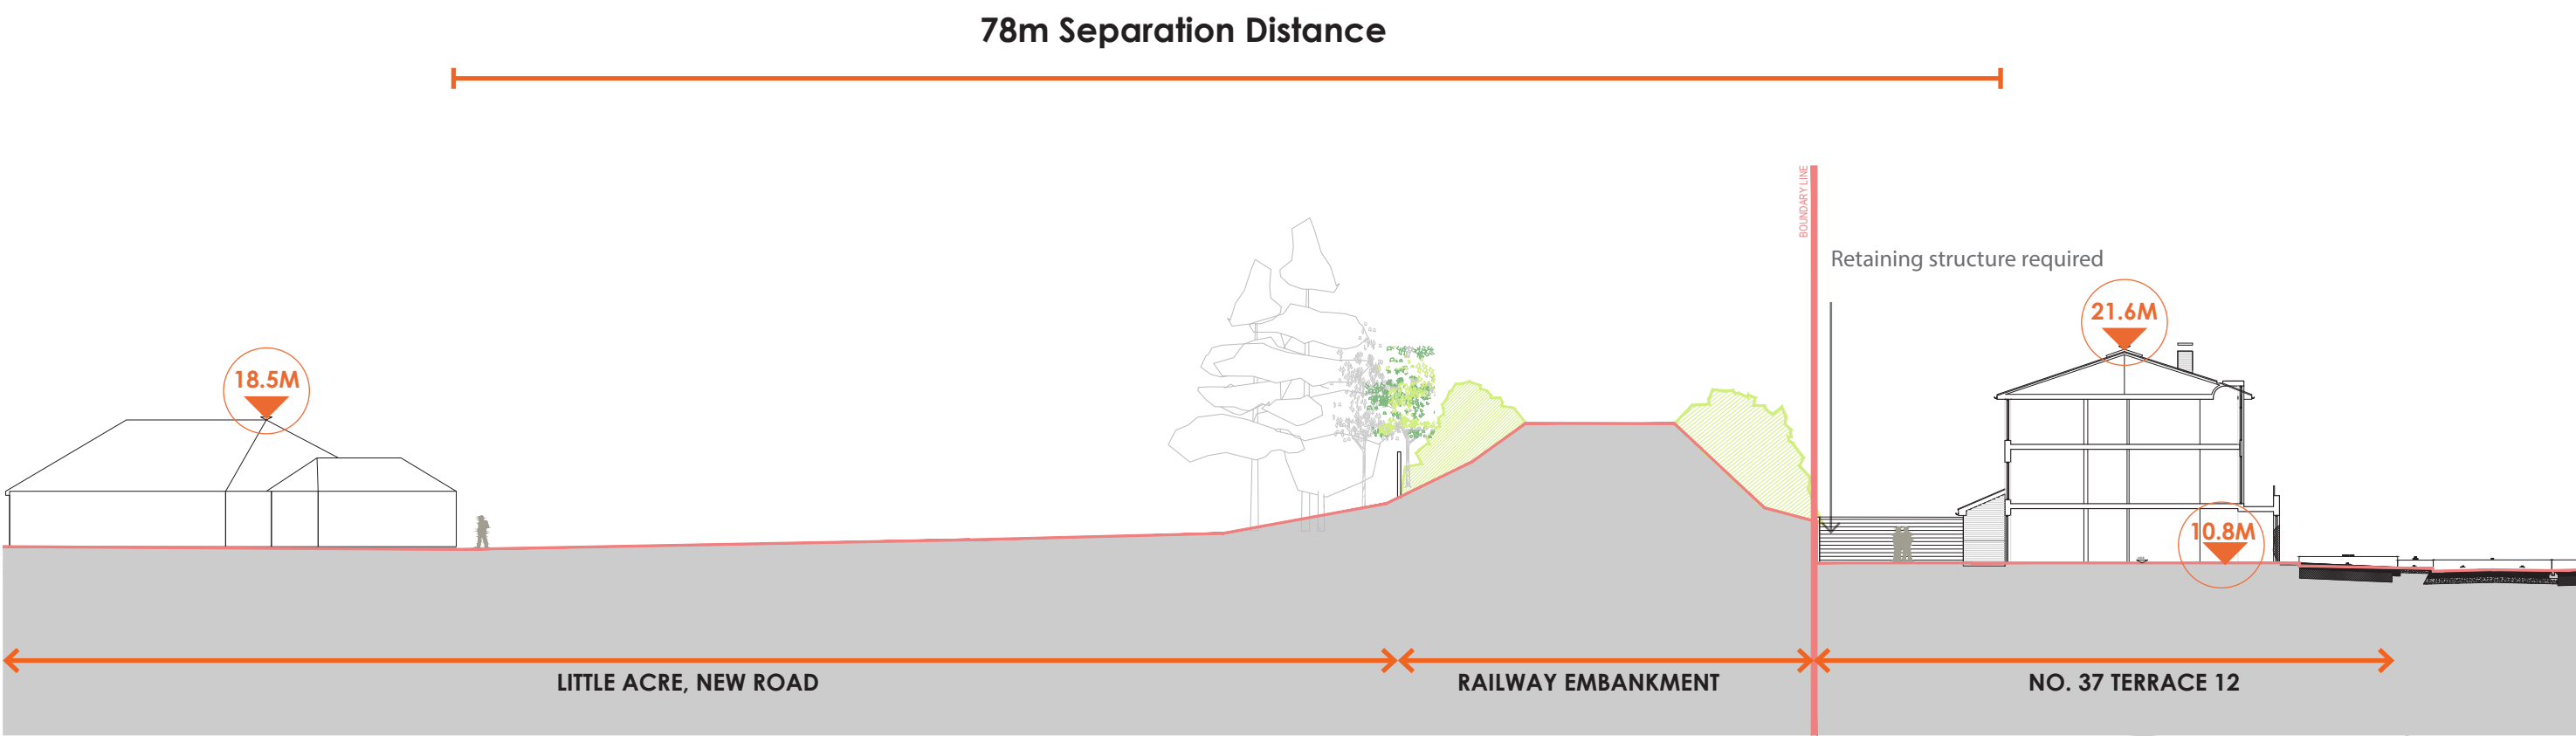 78m Separation Distance
BOUNDARY LINE
Retaining structure required
21.6M
18.5M
10.8M
LITTLE ACRE, NEW ROAD
RAILWAY EMBANKMENT
NO. 37 TERRACE 12